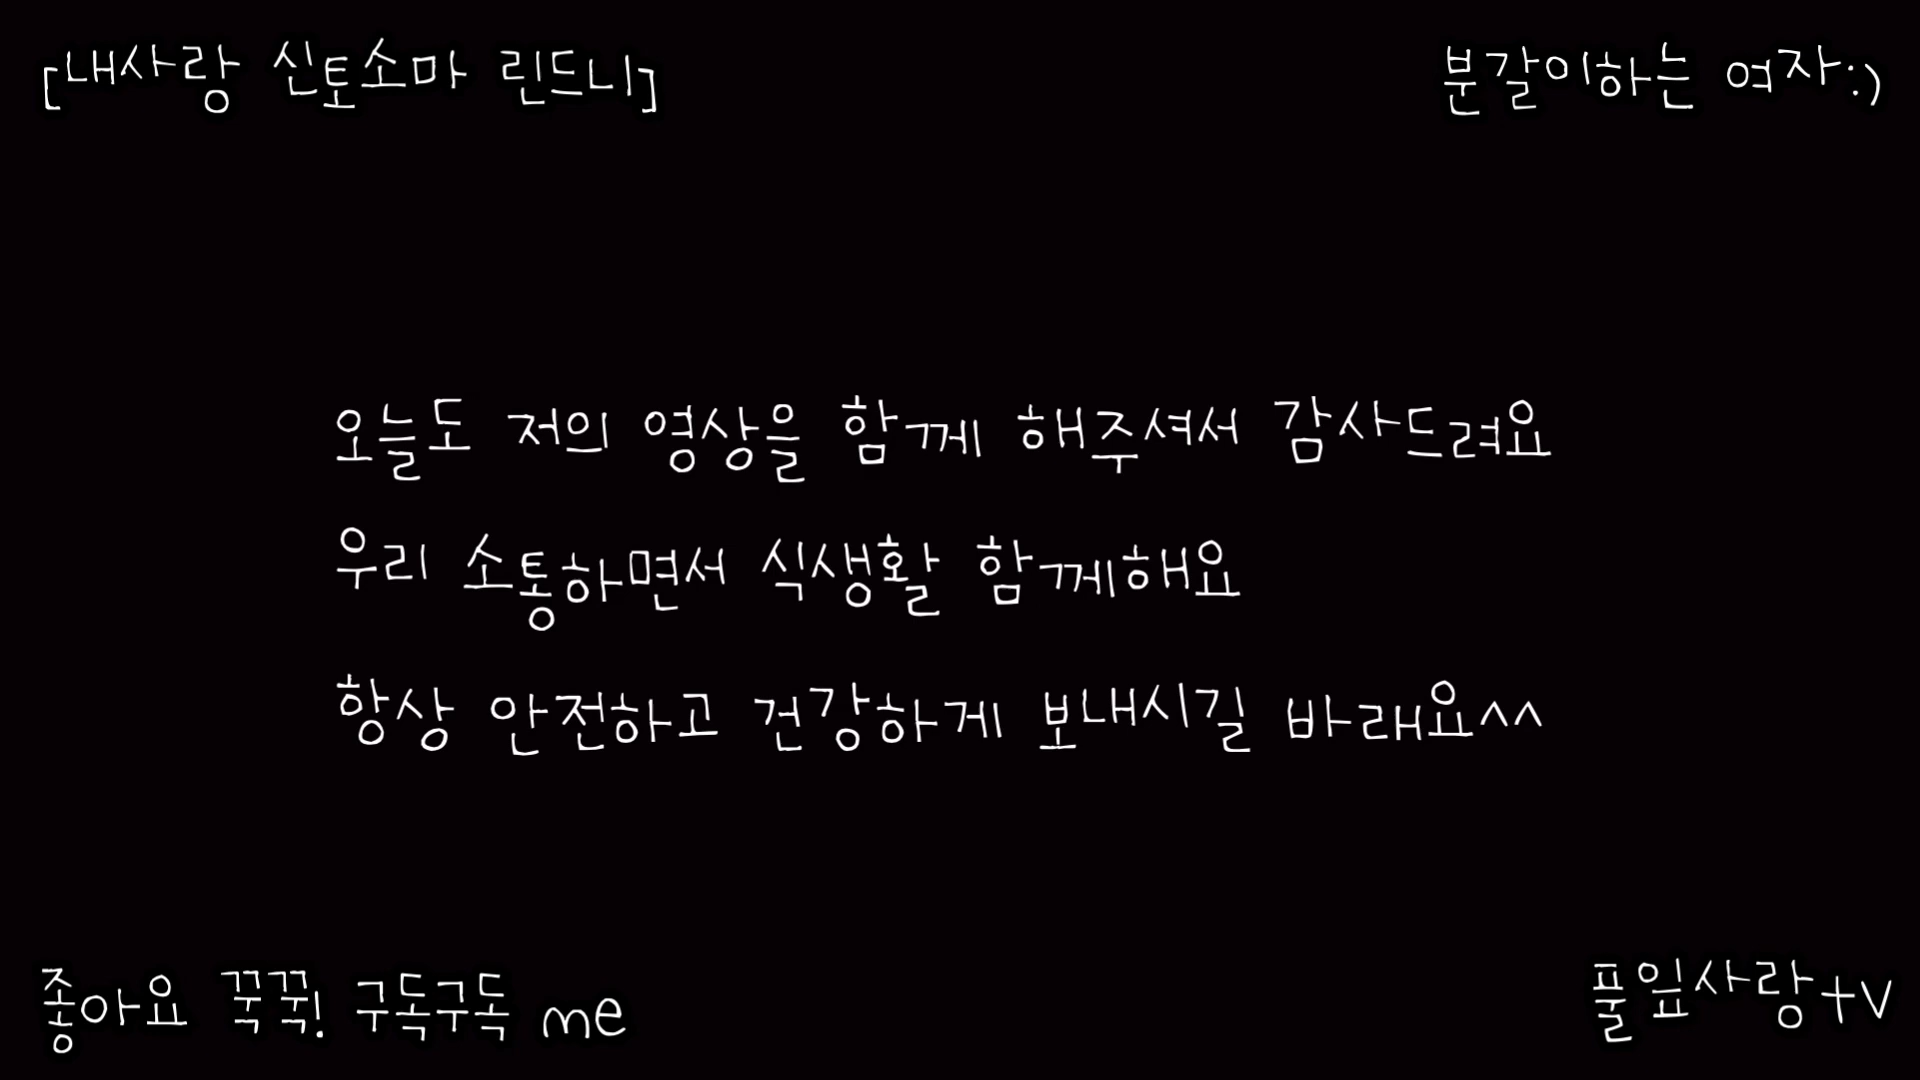 [내사랑 신토소마 린드니]
분갈이하는 여자:)
오늘도 저의 영상을 함께 해주셔서 감사드려요
우리 소통하면서 식생활 함께해요
항상 안전하고 건강하게 보내시길 바래요^^
좋아요 꾹꾹! 구독구독 me
풀잎사랑tv